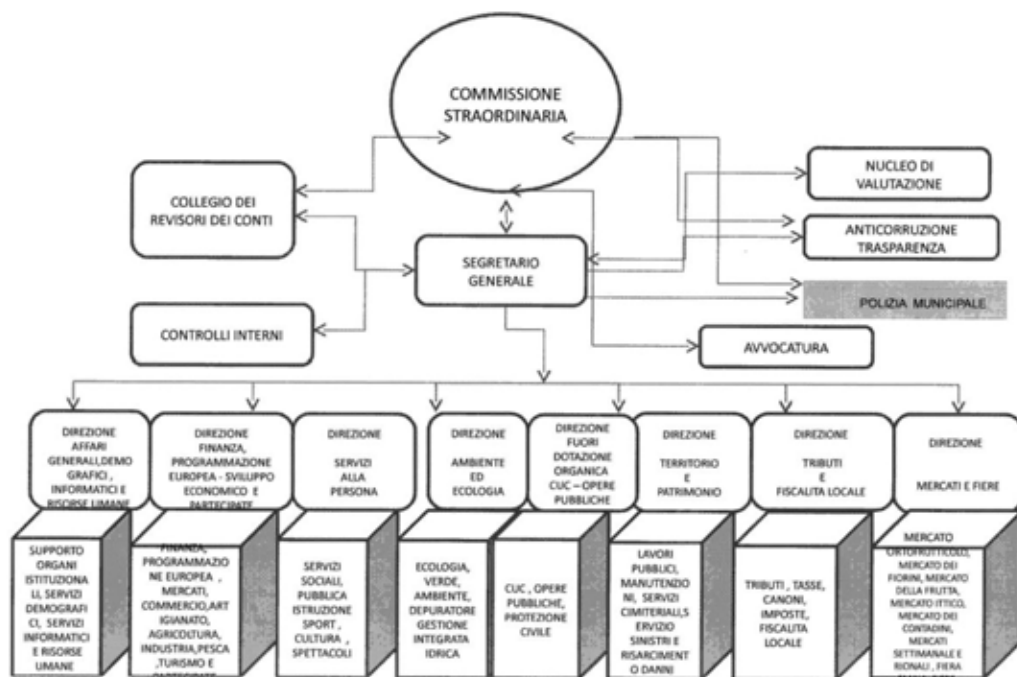 COMMISSIONE
STRAORDINARIA
COLLEGIO DEI
REVISORI DEI CONTI
NUCLEO DI
VALUTAZIONE
ANTICORRUZIONE
TRASPARENZA
SEGRETARIO
GENERALE
POLIZIA MUNICIPALE
CONTROLLI INTERNI
AVVOCATURA
DIREZIONE
AFFARI
GENERALI,DEMO
GRAFICI ,
INFORMATICI E
RISORSE UMANE
DIREZIONE
FINANZA,
PROGRAMMAZIONE
EUROPEA - SVILUPPO
ECONOMICO E
PARTECIPATE
DIREZIONE
SERVIZI
ALLA
PERSONA
DIREZIONE
AMBIENTE
ED
ECOLOGIA
DIREZIONE
FUORI
DOTAZIONE
ORGANICA
CUC – OPERE
PUBBLICHE
DIREZIONE
TERRITORIO
E
PATRIMONIO
DIREZIONE
TRIBUTI
E
FISCALITA LOCALE
DIREZIONE
MERCATI E FIERE
SUPPORTO
ORGANI
ISTITUZIONA
LI, SERVIZI
DEMOGRAFI
CI, SERVIZI
INFORMATICI
E RISORSE
UMANE
FINANZA,
PROGRAMMAZIO
NE EUROPEA ,
MERCATI,
COMMERCIO,ART
IGIANATO,
AGRICOLTURA,
INDUSTRIA,PESCA
,TURISMO E
PARTECIPATE
SERVIZI
SOCIALI,
PUBBLICA
ISTRUZIONE
SPORT ,
CULTURA ,
SPETTACOLI
ECOLOGIA,
VERDE,
AMBIENTE,
DEPURATORE
GESTIONE
INTEGRATA
IDRICA
CUC , OPERE
PUBBLICHE,
PROTEZIONE
CIVILE
LAVORI
PUBBLICI,
MANUTENZIO
NI, SERVIZI
CIMITERIALI,S
ERVIZIO
SINISTRI E
RISARCIMENT
O DANNI
TRIBUTI , TASSE,
CANONI,
IMPOSTE,
FISCALITA
LOCALE
MERCATO
ORTOFRUTTICOLO,
MERCATO DEI
FIORINI, MERCATO
DELLA FRUTTA,
MERCATO ITTICO,
MERCATO DEI
CONTADINI,
MERCATI
SETTIMANALE E
RIONALI , FIERA